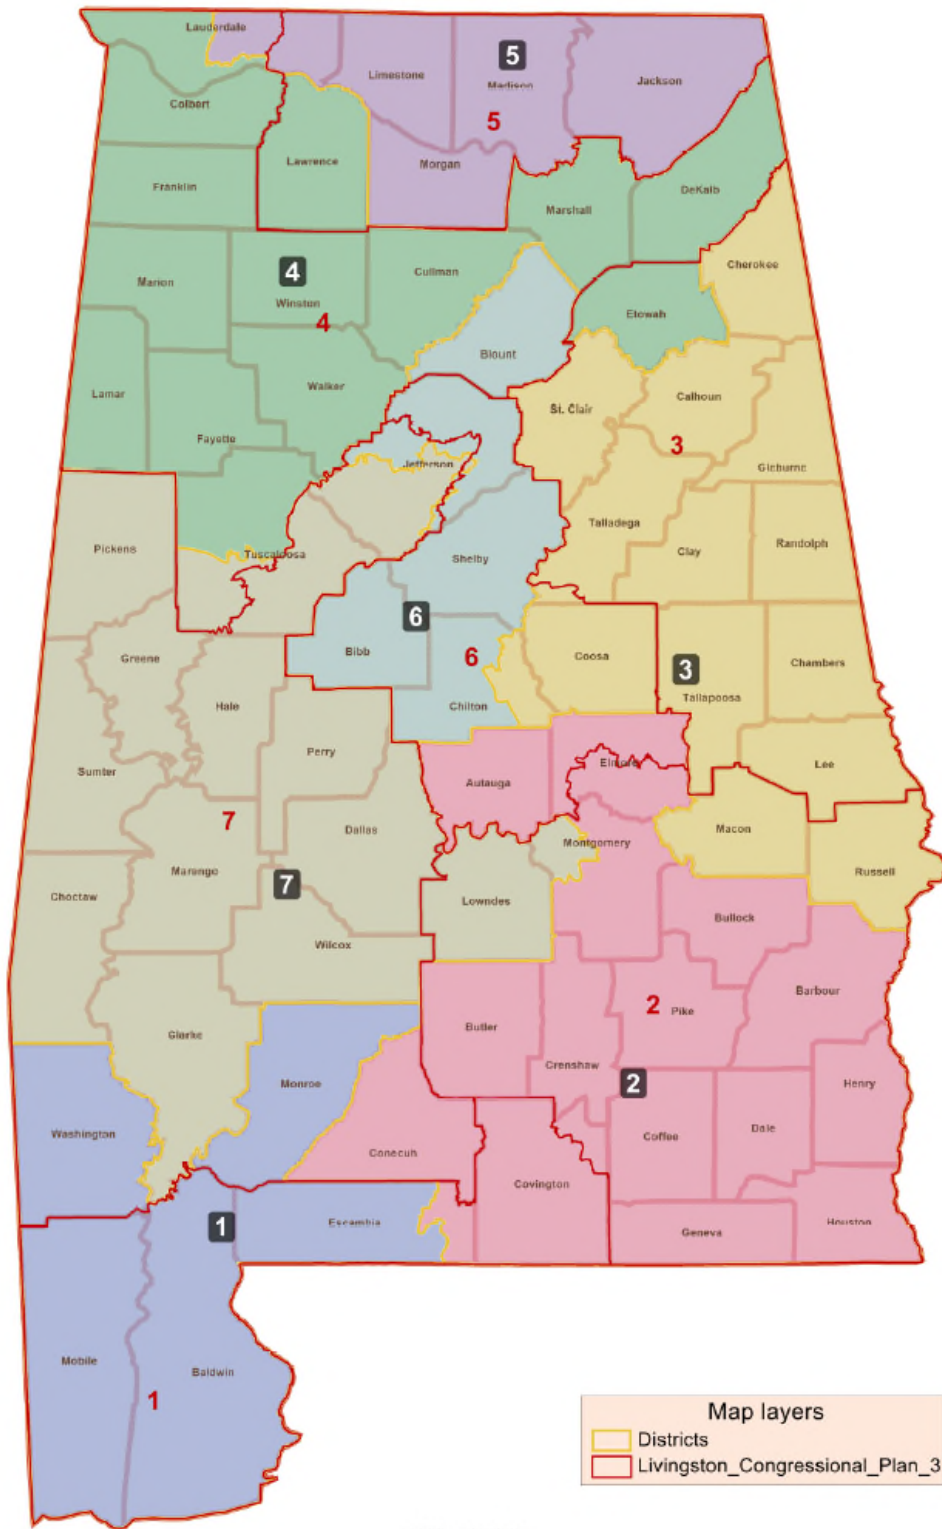 Lauderdale
Limestone
5
Madison
Jackson
Colbert
5
4
Lawrence
Morgan
Franklin
DeKalb
Marshall
Cherokee
Marion
4
Winston
Cullman
Etowah
4
Blount
Walker
Lamar
Calhoun
St. Clair
Fayette
3
Jefferson
Cleburne
Pickens
Tuscaloosa
Talladega
Shelby
Clay
Randolph
6
Bibb
6
Coosa
Greene
3
Chambers
Tallapoosa
Hale
Chilton
Perry
Sumter
Elmore
Lee
Autauga
7
Dallas
Macon
Montgomery
Marengo
Russell
7
Choctaw
Lowndes
Bullock
Wilcox
Barbour
2
Pike
Butler
Clarke
Crenshaw
Monroe
2
Henry
Washington
Coffee
Dale
Conecuh
Covington
1
Escambia
Houston
Geneva
Mobile
Baldwin
1
Map layers
Districts
Livingston_Congressional_Plan_3